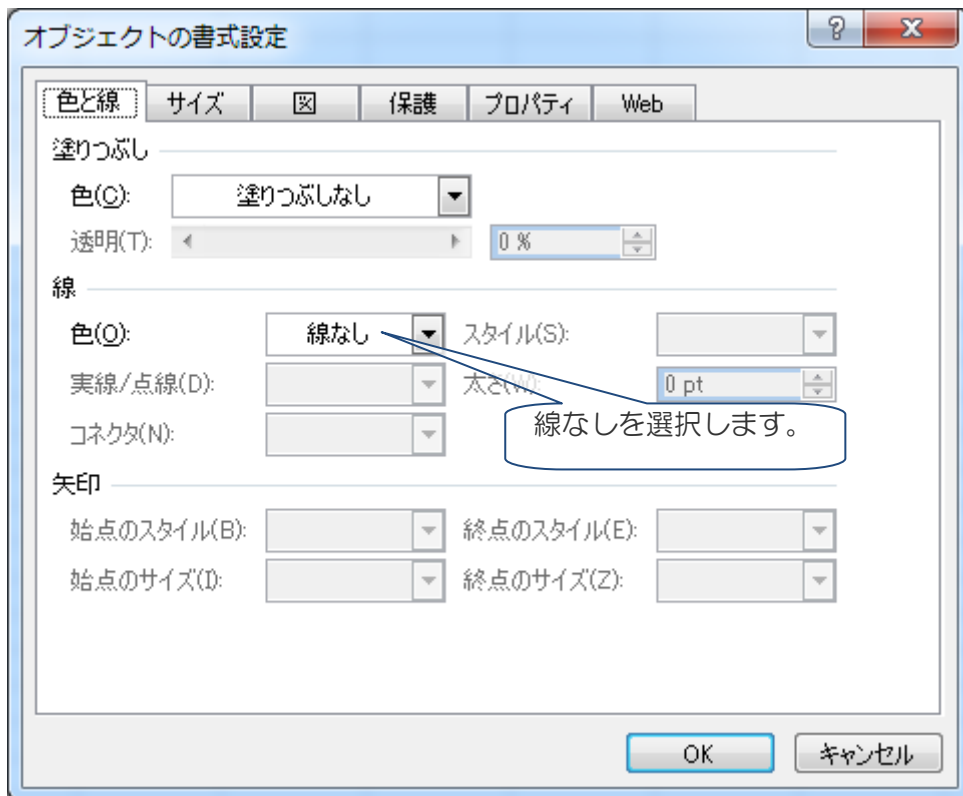 オブジェクトの書式設定
色と線 サイズ 図 保護 プロパティ Web
塗りつぶし
色(C): 塗りつぶしなし
透明(T): 0 %
線
色(O): 線なし スタイル(S):
実線/点線(D): 太さ(W): 0 pt
コネクタ(N):
線なしを選択します。
矢印
始点のスタイル(B): 終点のスタイル(E):
始点のサイズ(I): 終点のサイズ(Z):
OK キャンセル